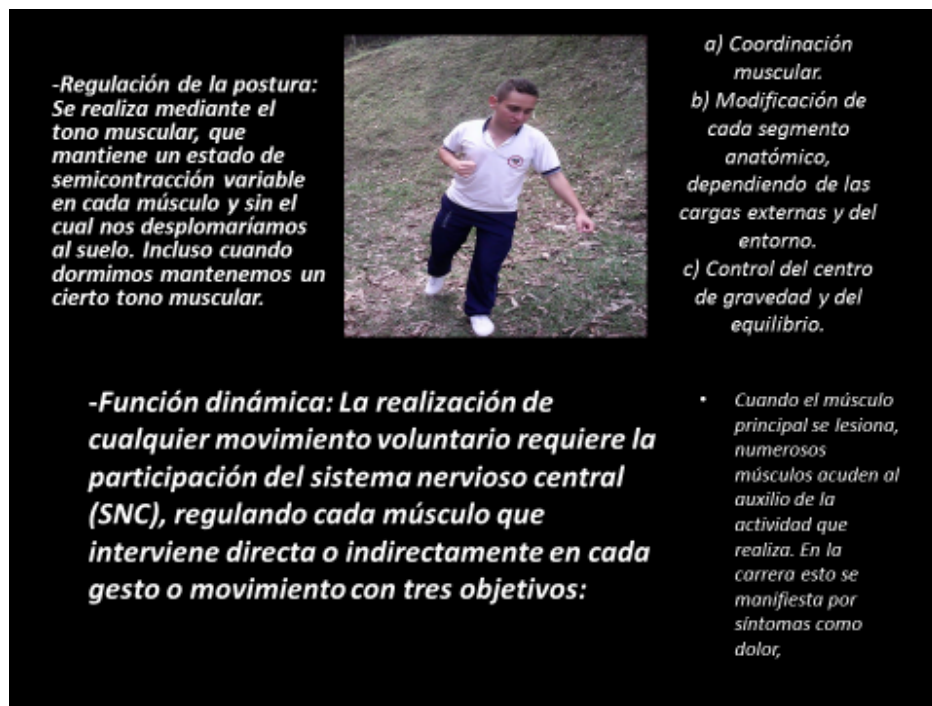 -Regulación de la postura:
Se realiza mediante el
tono muscular, que
mantiene un estado de
semicontracción variable
en cada músculo y sin el
cual nos desplomaríamos
al suelo. Incluso cuando
dormimos mantenemos un
cierto tono muscular.
-Función dinámica: La realización de
cualquier movimiento voluntario requiere la
participación del sistema nervioso central
(SNC), regulando cada músculo que
interviene directa o indirectamente en cada
gesto o movimiento con tres objetivos:
a) Coordinación
muscular.
b) Modificación de
cada segmento
anatómico,
dependiendo de las
cargas externas y del
entorno.
c) Control del centro
de gravedad y del
equilibrio.
• Cuando el músculo
principal se lesiona,
numerosos
músculos acuden al
auxilio de la
actividad que
realiza. En la
carrera esto se
manifiesta por
síntomas como
dolor,